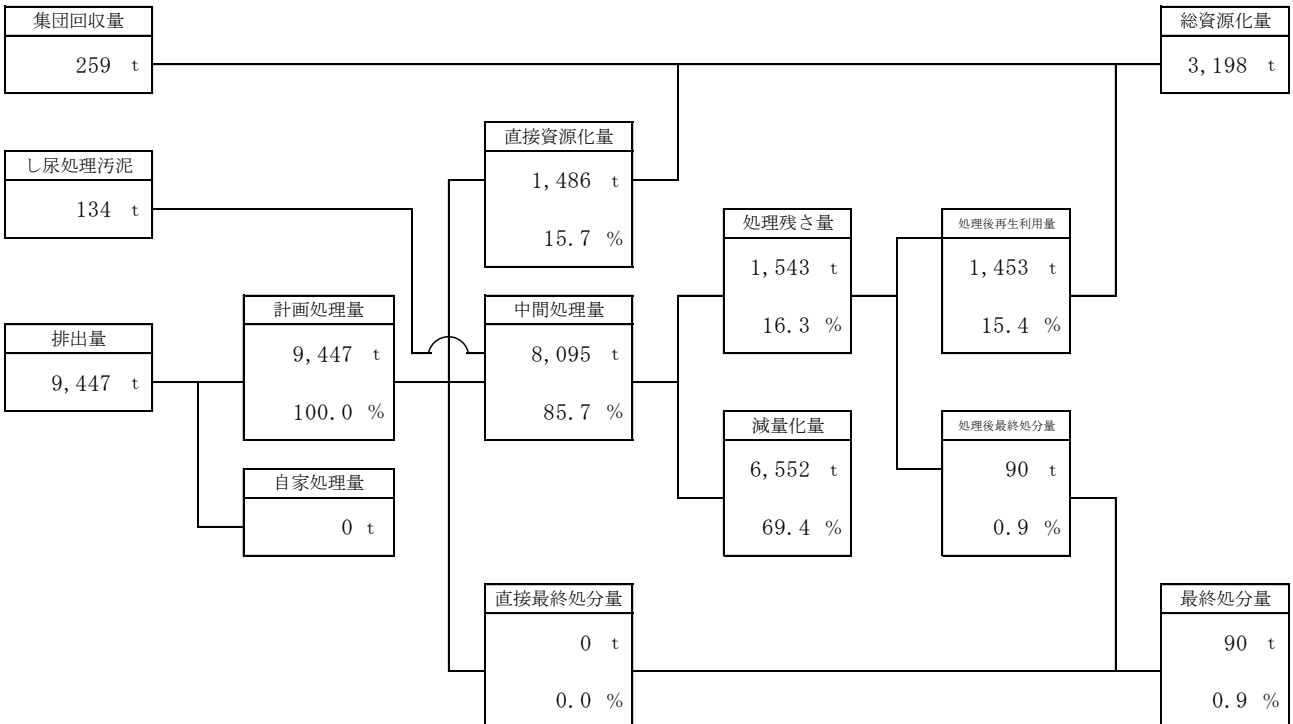 集団回収量
259 t
総資源化量
3,198 t
直接資源化量
1,486 t
15.7 %
し尿処理汚泥
134 t
処理残さ量
1,543 t
16.3 %
処理後再生利用量
1,453 t
15.4 %
排出量
9,447 t
計画処理量
9,447 t
100.0 %
中間処理量
8,095 t
85.7 %
減量化量
6,552 t
69.4 %
処理後最終処分量
90 t
0.9 %
自家処理量
0 t
直接最終処分量
0 t
0.0 %
最終処分量
90 t
0.9 %